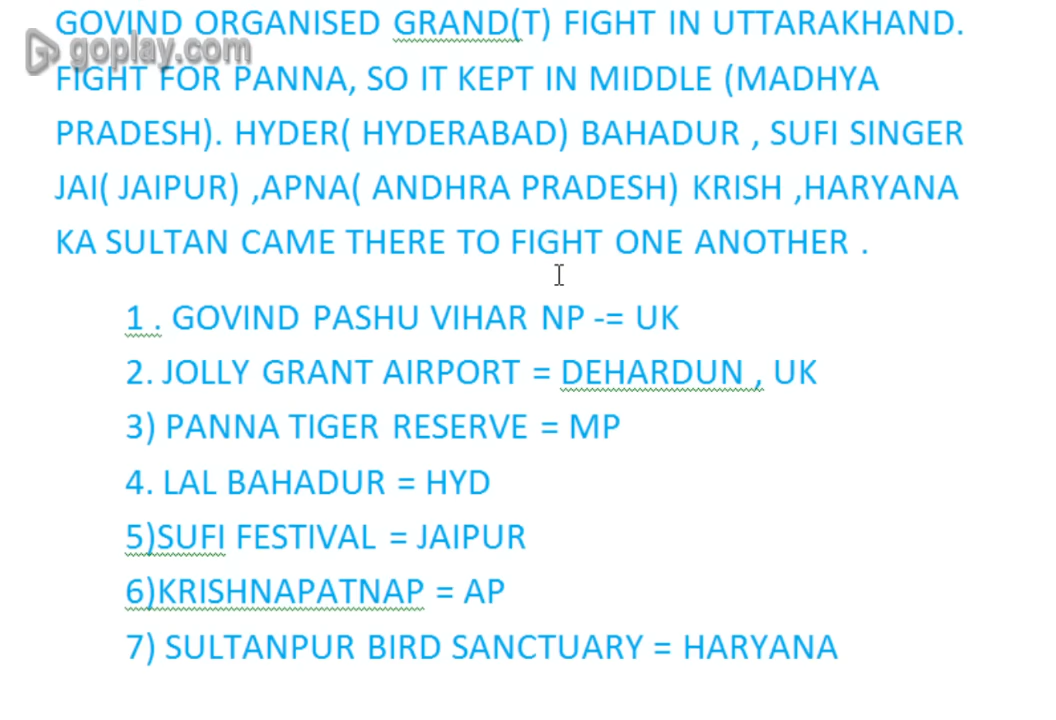 GOVIND ORGANISED GRAND(T) FIGHT IN UTTARAKHAND.
goplay.com
FIGHT FOR PANNA, SO IT KEPT IN MIDDLE (MADHYA
PRADESH). HYDER( HYDERABAD) BAHADUR , SUFI SINGER
JAI( JAIPUR) ,APNA( ANDHRA PRADESH) KRISH ,HARYANA
KA SULTAN CAME THERE TO FIGHT ONE ANOTHER .
1 . GOVIND PASHU VIHAR NP -= UK
2. JOLLY GRANT AIRPORT = DEHARDUN , UK
3) PANNA TIGER RESERVE = MP
4. LAL BAHADUR = HYD
5)SUFI FESTIVAL = JAIPUR
6)KRISHNAPATNAP = AP
7) SULTANPUR BIRD SANCTUARY = HARYANA